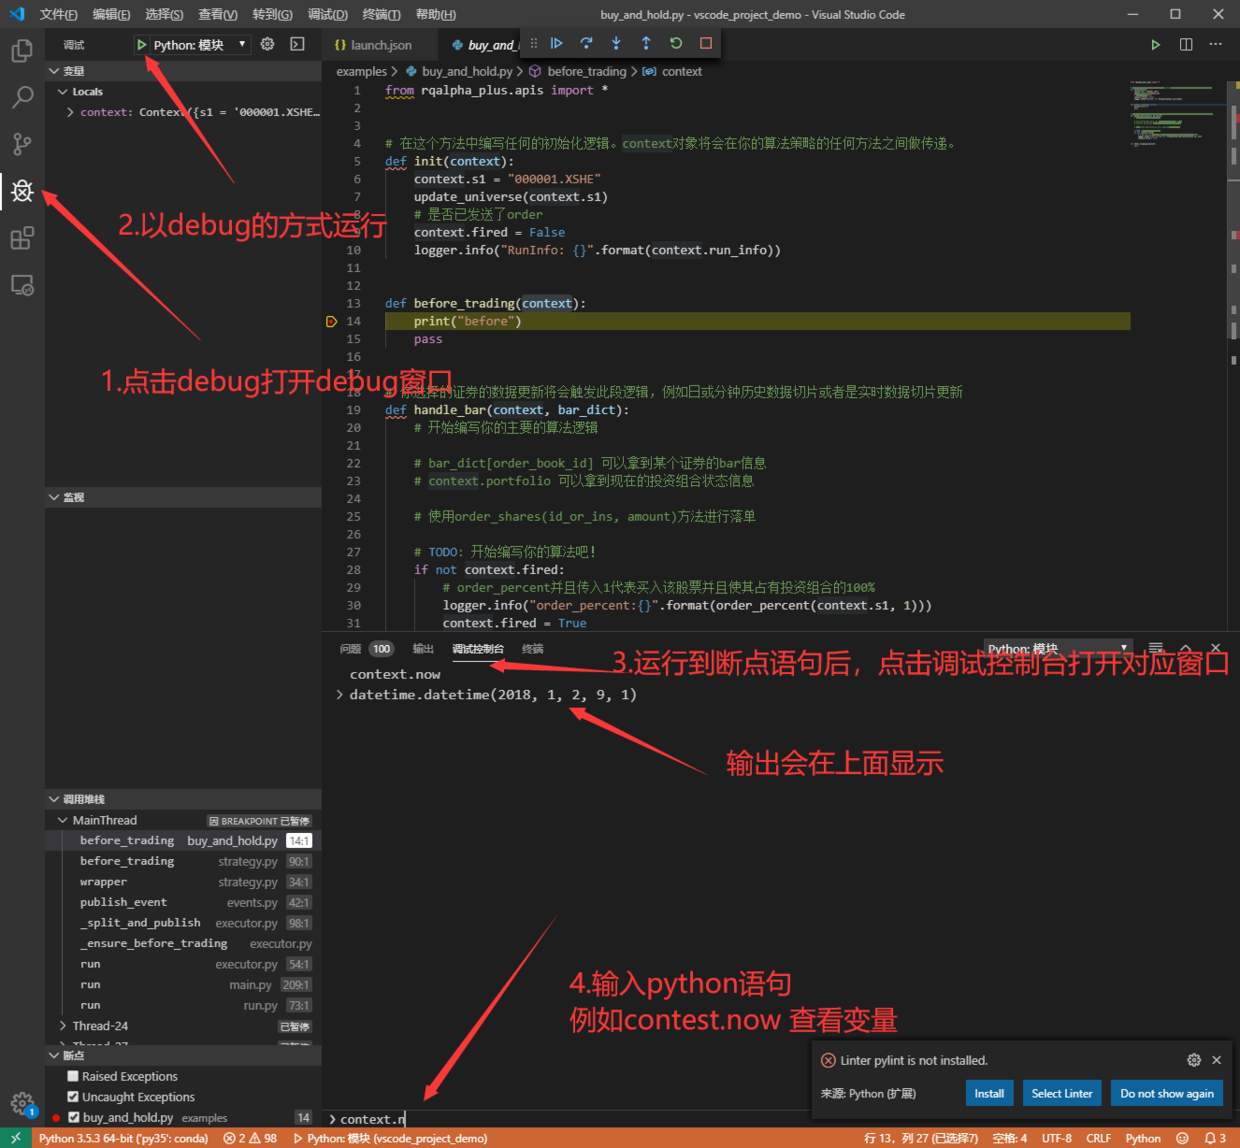 文件(F) 编辑(E) 选择(S) 查看(V) 转到(G) 调试(D) 终端(T) 帮助(H) buy_and_hold.py - vscode_project_demo - Visual Studio Code
调试 Python: 模块
{} launch.json buy_and_
变量
examples > buy_and_hold.py > before_trading > context
Locals
context: Context({s1 = '000001.XSHE…
1 from rqalpha_plus.apis import *
2
3
4 # 在这个方法中编写任何的初始化逻辑。context对象将会在你的算法策略的任何方法之间做传递。
5 def init(context):
6 context.s1 = "000001.XSHE"
7 update_universe(context.s1)
8 # 是否已发送了order
context.fired = False
10 logger.info("RunInfo: {}".format(context.run_info))
11
12
13 def before_trading(context):
14 print("before")
15 pass
16
18 # 你选择的证券的数据更新将会触发此段逻辑，例如日或分钟历史数据切片或者是实时数据切片更新
19 def handle_bar(context, bar_dict):
20 # 开始编写你的主要的算法逻辑
21
22 # bar_dict[order_book_id] 可以拿到某个证券的bar信息
23 # context.portfolio 可以拿到现在的投资组合状态信息
24
25 # 使用order_shares(id_or_ins, amount)方法进行落单
26
27 # TODO: 开始编写你的算法吧!
28 if not context.fired:
29 # order_percent并且传入1代表买入该股票并且使其占有投资组合的100%
30 logger.info("order_percent:{}".format(order_percent(context.s1, 1)))
31 context.fired = True
2.以debug的方式运行
1.点击debug打开debug窗口
监视
问题 100 输出 调试控制台 终端 Python: 模块
3.运行到断点语句后，点击调试控制台打开对应窗口
context.now
> datetime.datetime(2018, 1, 2, 9, 1)
输出会在上面显示
调用堆栈
MainThread 因 BREAKPOINT 已暂停
before_trading buy_and_hold.py 14:1
before_trading strategy.py 90:1
wrapper strategy.py 34:1
publish_event events.py 42:1
_split_and_publish executor.py 98:1
_ensure_before_trading executor.py
run executor.py 54:1
run main.py 209:1
run run.py 73:1
Thread-24 已暂停
Thread-27
4.输入python语句
例如contest.now 查看变量
断点
Raised Exceptions
Uncaught Exceptions
buy_and_hold.py examples 14
Linter pylint is not installed.
来源: Python (扩展) Install Select Linter Do not show again
> context.n
1
Python 3.5.3 64-bit ('py35': conda) 2 98 Python: 模块 (vscode_project_demo) 行 13，列 27 (已选择7) 空格: 4 UTF-8 CRLF Python 3